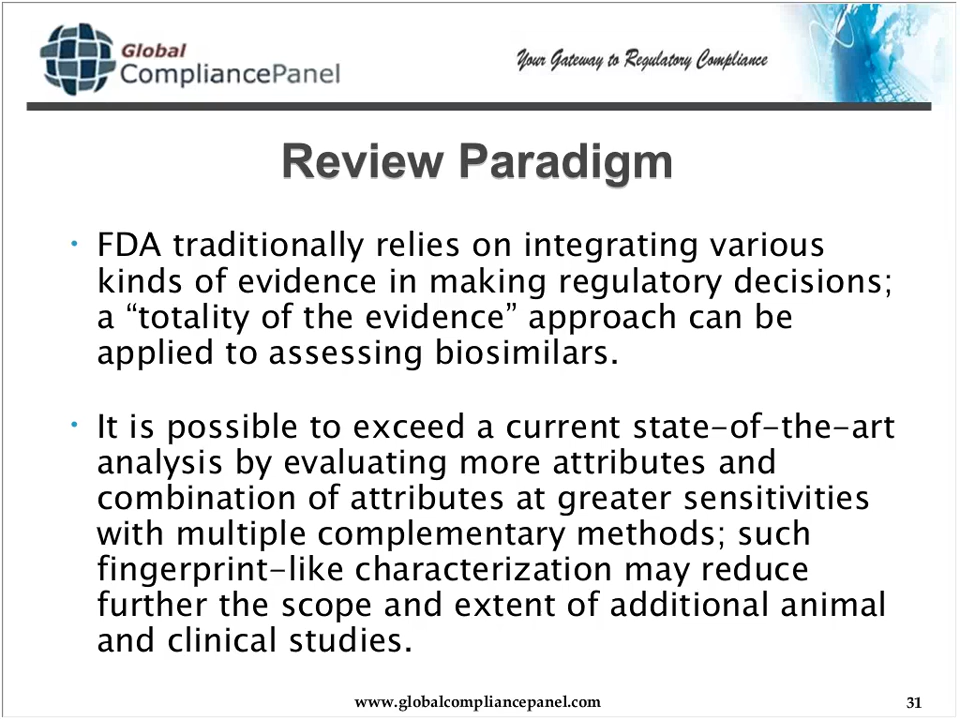 Global
CompliancePanel
Your Gateway to Regulatory Compliance
Review Paradigm
• FDA traditionally relies on integrating various
kinds of evidence in making regulatory decisions;
a “totality of the evidence” approach can be
applied to assessing biosimilars.
• It is possible to exceed a current state-of-the-art
analysis by evaluating more attributes and
combination of attributes at greater sensitivities
with multiple complementary methods; such
fingerprint-like characterization may reduce
further the scope and extent of additional animal
and clinical studies.
www.globalcompliancepanel.com
31